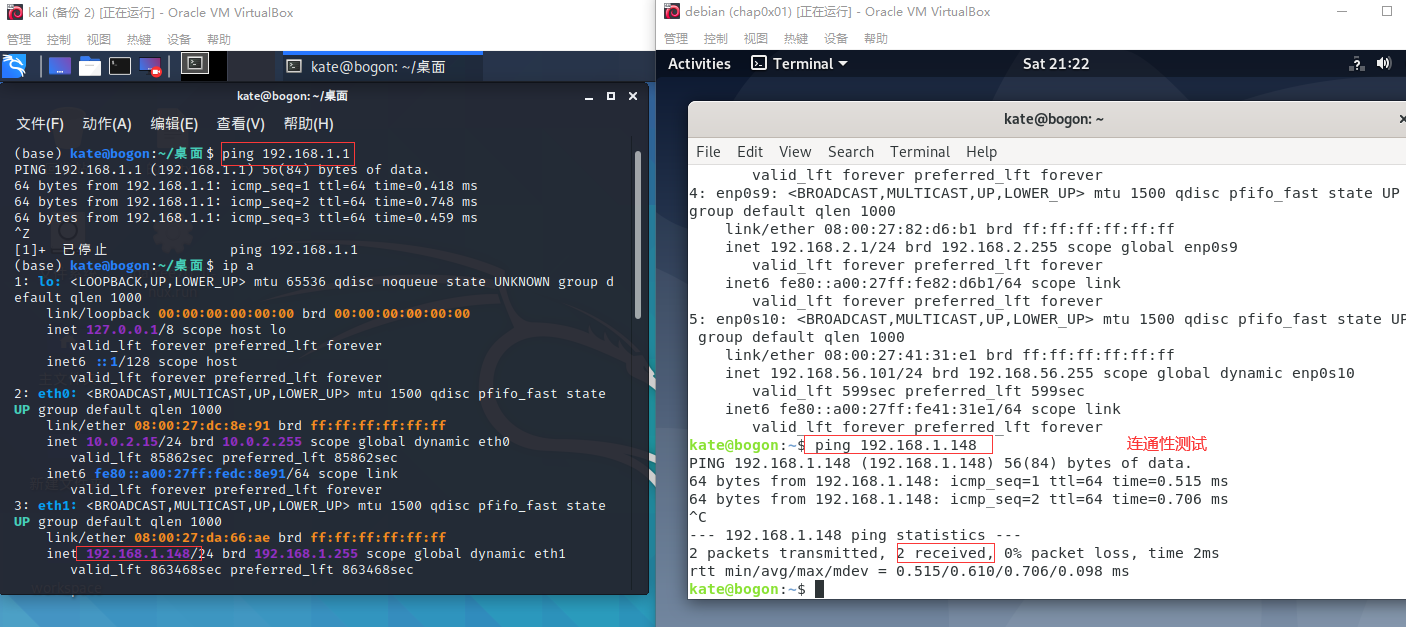 kali (备份 2) [正在运行] - Oracle VM VirtualBox
管理 控制 视图 热键 设备 帮助
kate@bogon: ~/桌面
kate@bogon: ~/桌面
文件(F) 动作(A) 编辑(E) 查看(V) 帮助(H)
(base) kate@bogon:~/桌面$ ping 192.168.1.1
PING 192.168.1.1 (192.168.1.1) 56(84) bytes of data.
64 bytes from 192.168.1.1: icmp_seq=1 ttl=64 time=0.418 ms
64 bytes from 192.168.1.1: icmp_seq=2 ttl=64 time=0.748 ms
64 bytes from 192.168.1.1: icmp_seq=3 ttl=64 time=0.459 ms
^Z
[1]+ 已停止 ping 192.168.1.1
(base) kate@bogon:~/桌面$ ip a
1: lo: <LOOPBACK,UP,LOWER_UP> mtu 65536 qdisc noqueue state UNKNOWN group d
efault qlen 1000
link/loopback 00:00:00:00:00:00 brd 00:00:00:00:00:00
inet 127.0.0.1/8 scope host lo
valid_lft forever preferred_lft forever
inet6 ::1/128 scope host
valid_lft forever preferred_lft forever
2: eth0: <BROADCAST,MULTICAST,UP,LOWER_UP> mtu 1500 qdisc pfifo_fast state
UP group default qlen 1000
link/ether 08:00:27:dc:8e:91 brd ff:ff:ff:ff:ff:ff
inet 10.0.2.15/24 brd 10.0.2.255 scope global dynamic eth0
valid_lft 85862sec preferred_lft 85862sec
inet6 fe80::a00:27ff:fedc:8e91/64 scope link
valid_lft forever preferred_lft forever
3: eth1: <BROADCAST,MULTICAST,UP,LOWER_UP> mtu 1500 qdisc pfifo_fast state
UP group default qlen 1000
link/ether 08:00:27:da:66:ae brd ff:ff:ff:ff:ff:ff
inet 192.168.1.148/24 brd 192.168.1.255 scope global dynamic eth1
valid_lft 863468sec preferred_lft 863468sec
debian (chap0x01) [正在运行] - Oracle VM VirtualBox
管理 控制 视图 热键 设备 帮助
Activities Terminal Sat 21:22
kate@bogon: ~
File Edit View Search Terminal Help
valid_lft forever preferred_lft forever
4: enp0s9: <BROADCAST,MULTICAST,UP,LOWER_UP> mtu 1500 qdisc pfifo_fast state UP
group default qlen 1000
link/ether 08:00:27:82:d6:b1 brd ff:ff:ff:ff:ff:ff
inet 192.168.2.1/24 brd 192.168.2.255 scope global enp0s9
valid_lft forever preferred_lft forever
inet6 fe80::a00:27ff:fe82:d6b1/64 scope link
valid_lft forever preferred_lft forever
5: enp0s10: <BROADCAST,MULTICAST,UP,LOWER_UP> mtu 1500 qdisc pfifo_fast state UP
group default qlen 1000
link/ether 08:00:27:41:31:e1 brd ff:ff:ff:ff:ff:ff
inet 192.168.56.101/24 brd 192.168.56.255 scope global dynamic enp0s10
valid_lft 599sec preferred_lft 599sec
inet6 fe80::a00:27ff:fe41:31e1/64 scope link
valid_lft forever preferred_lft forever
kate@bogon:~$ ping 192.168.1.148 连通性测试
PING 192.168.1.148 (192.168.1.148) 56(84) bytes of data.
64 bytes from 192.168.1.148: icmp_seq=1 ttl=64 time=0.515 ms
64 bytes from 192.168.1.148: icmp_seq=2 ttl=64 time=0.706 ms
^C
--- 192.168.1.148 ping statistics ---
2 packets transmitted, 2 received, 0% packet loss, time 2ms
rtt min/avg/max/mdev = 0.515/0.610/0.706/0.098 ms
kate@bogon:~$